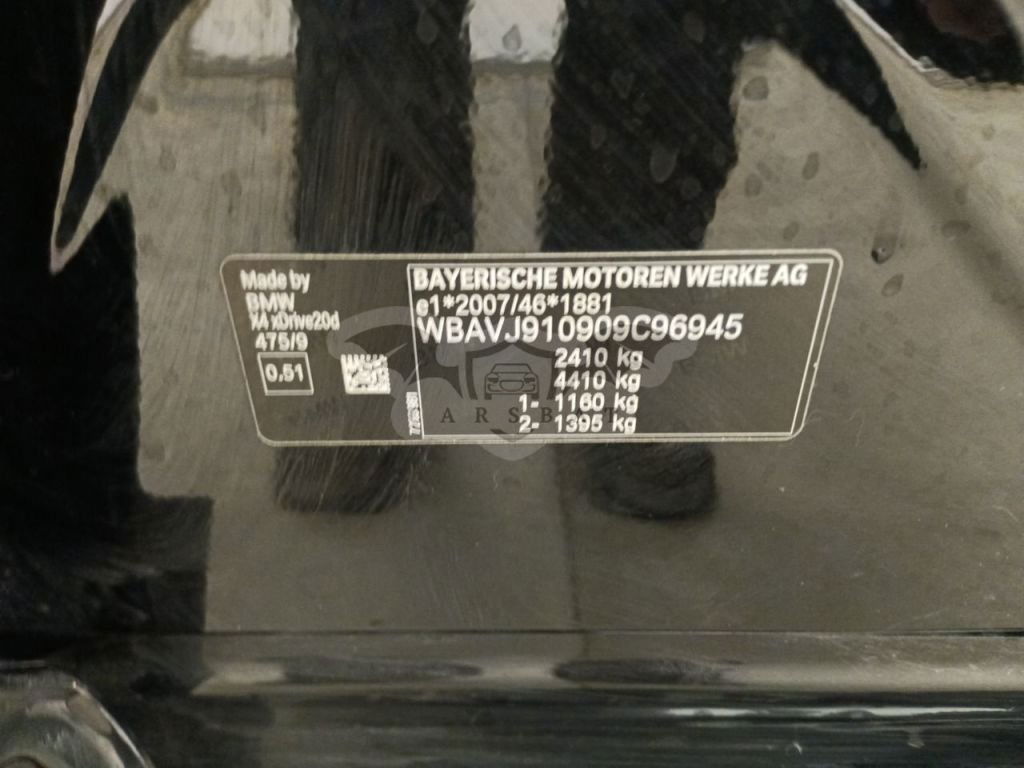 Made by
BMW
X4 xDrive20d
475/9
0,51
BAYERISCHE MOTOREN WERKE AG
e1*2007/46*1881
WBAVJ910909C96945
2410 kg
4410 kg
1- 1160 kg
2- 1395 kg
ARSBAT